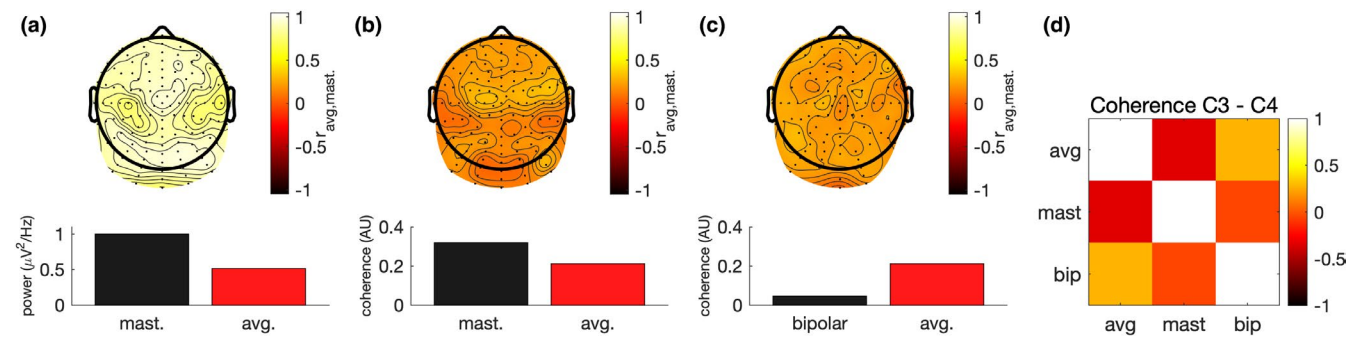 (a)
1
0.5
0
-0.5
-1
r avg,mast.
(b)
1
0.5
0
-0.5
-1
r avg,mast.
(c)
1
0.5
0
-0.5
-1
r avg,mast.
(d)
Coherence C3 - C4
avg
mast
bip
avg mast bip
1
0.5
0
-0.5
-1
power (μV²/Hz)
1
0.5
0
mast. avg.
coherence (AU)
0.4
0.2
0
mast. avg.
coherence (AU)
0.4
0.2
0
bipolar avg.